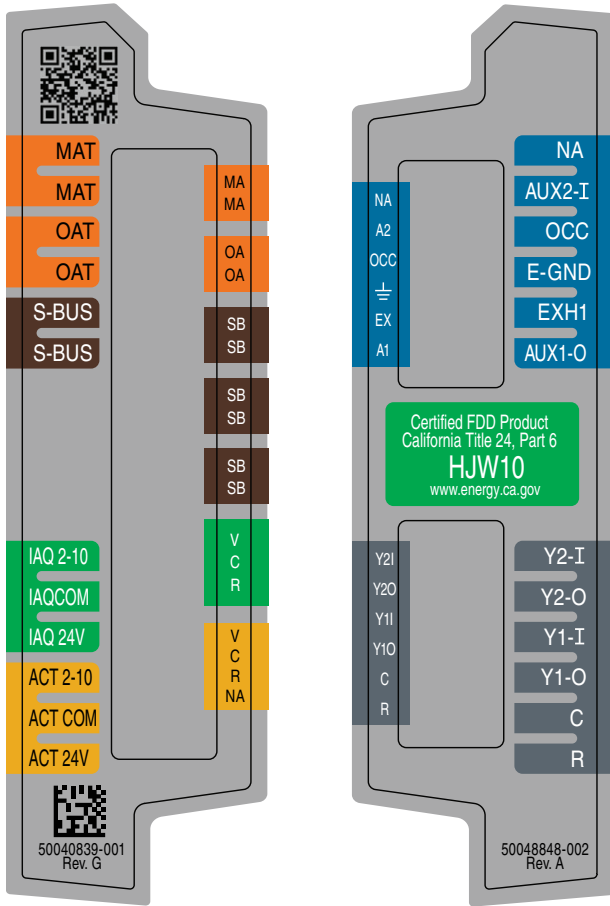 MAT
MAT
OAT
OAT
S-BUS
S-BUS
IAQ 2-10
IAQCOM
IAQ 24V
ACT 2-10
ACT COM
ACT 24V
50040839-001
Rev. G
MA
MA
OA
OA
SB
SB
SB
SB
SB
SB
V
C
R
V
C
R
NA
NA
A2
OCC
EX
A1
Certified FDD Product
California Title 24, Part 6
HJW10
www.energy.ca.gov
Y2I
Y2O
Y1I
Y1O
C
R
NA
AUX2-I
OCC
E-GND
EXH1
AUX1-O
Y2-I
Y2-O
Y1-I
Y1-O
C
R
50048848-002
Rev. A